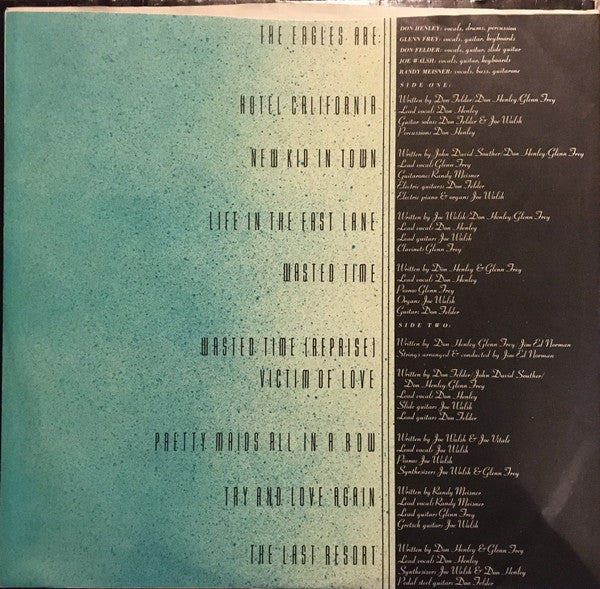 THE EAGLES ARE:
DON HENLEY: vocals, drums, percussion
GLENN FREY: vocals, guitar, keyboards
DON FELDER: vocals, guitar, slide guitar
JOE WALSH: vocals, guitar, keyboards
RANDY MEISNER: vocals, bass, guitarone
SIDE ONE:
HOTEL CALIFORNIA
Written by Don Felder/Don Henley/Glenn Frey
Lead vocal: Don Henley
Guitar solos: Don Felder & Joe Walsh
Percussion: Don Henley
NEW KID IN TOWN
Written by John David Souther/Don Henley/Glenn Frey
Lead vocal: Glenn Frey
Guitarone: Randy Meisner
Electric guitars: Don Felder
Electric piano & organ: Joe Walsh
LIFE IN THE FAST LANE
Written by Joe Walsh/Don Henley/Glenn Frey
Lead vocal: Don Henley
Lead guitar: Joe Walsh
Clavinet: Glenn Frey
WASTED TIME
Written by Don Henley & Glenn Frey
Lead vocal: Don Henley
Piano: Glenn Frey
Organ: Joe Walsh
Guitar: Don Felder
SIDE TWO:
WASTED TIME (REPRISE)
Written by Don Henley/Glenn Frey/Jim Ed Norman
Strings arranged & conducted by Jim Ed Norman
VICTIM OF LOVE
Written by Don Felder/John David Souther/
Don Henley/Glenn Frey
Lead vocal: Don Henley
Slide guitar: Joe Walsh
Lead guitar: Don Felder
PRETTY MAIDS ALL IN A ROW
Written by Joe Walsh & Joe Vitale
Lead vocal: Joe Walsh
Piano: Joe Walsh
Synthesizer: Joe Walsh & Glenn Frey
TRY AND LOVE AGAIN
Written by Randy Meisner
Lead vocal: Randy Meisner
Lead guitar: Glenn Frey
Gretsch guitar: Joe Walsh
THE LAST RESORT
Written by Don Henley & Glenn Frey
Lead vocal: Don Henley
Synthesizer: Joe Walsh & Don Henley
Pedal steel guitar: Don Felder